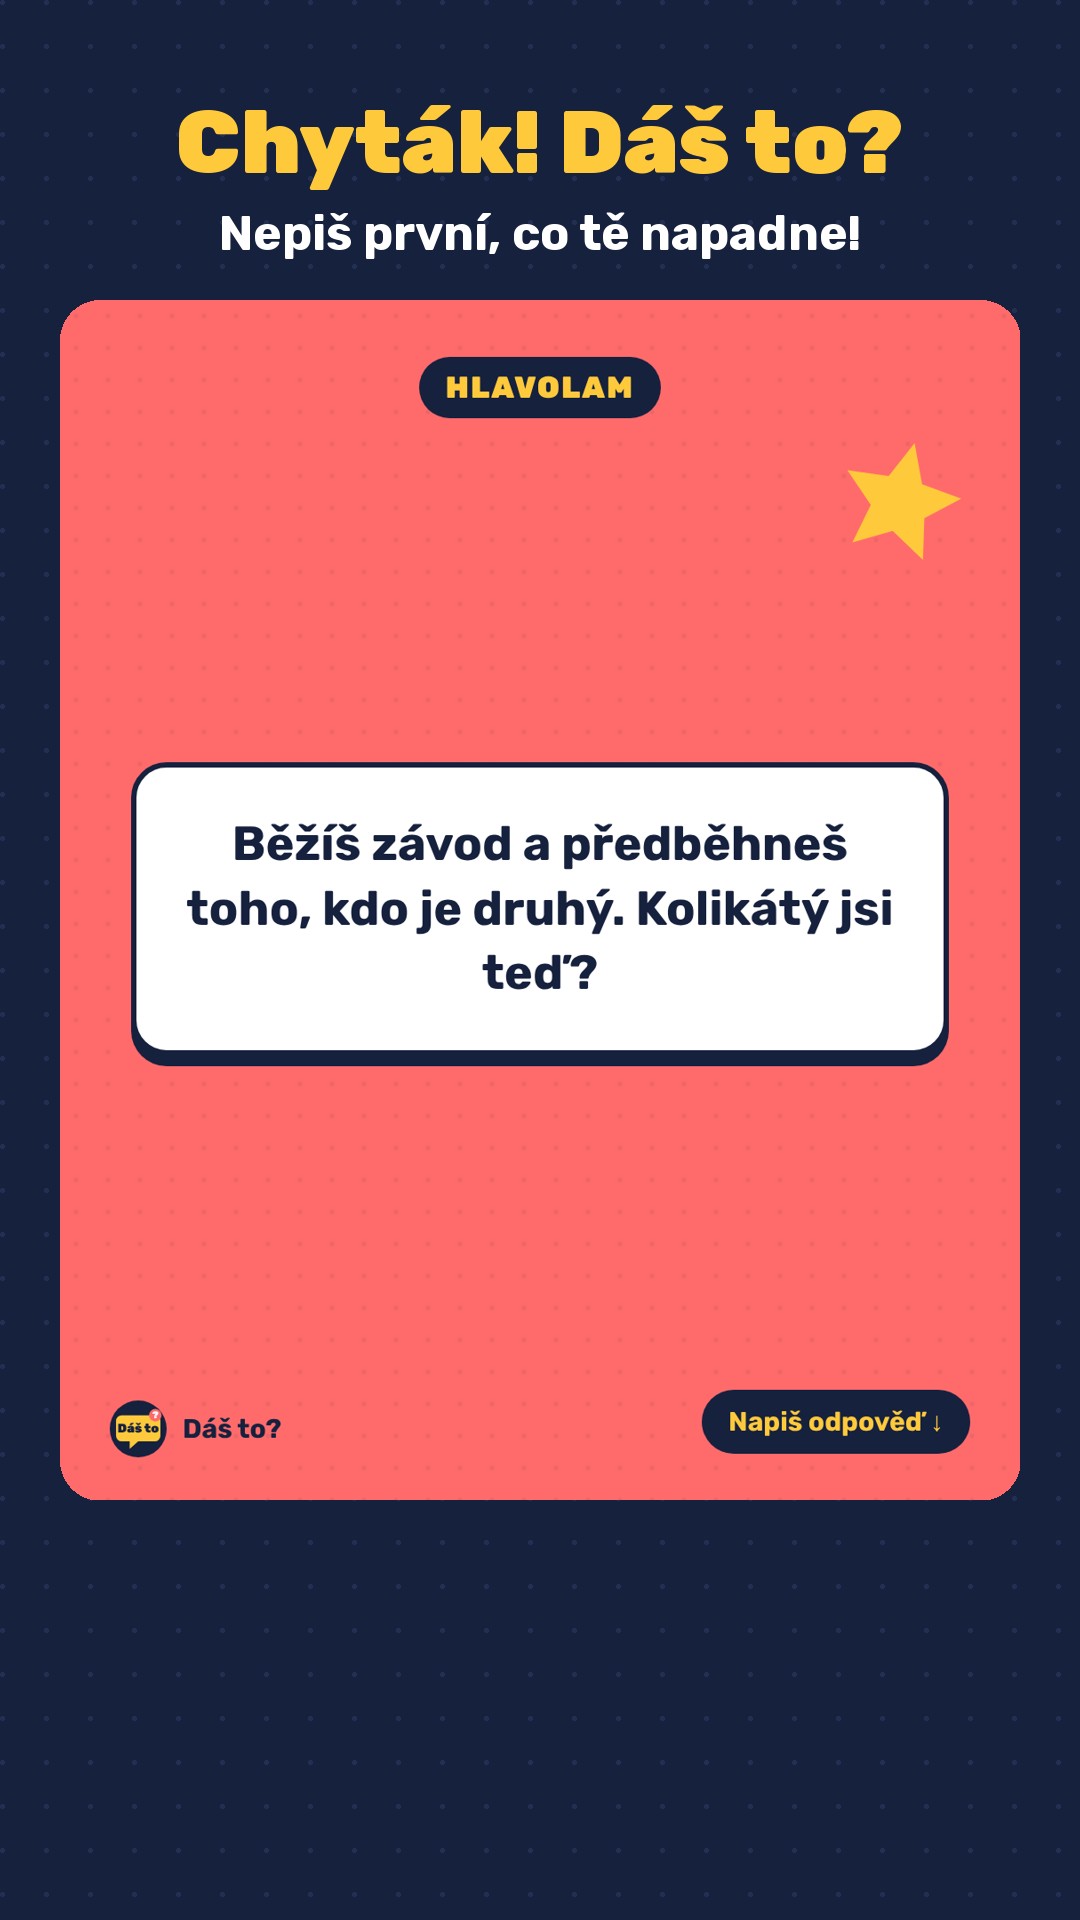 Chyták! Dáš to?
Nepiš první, co tě napadne!
HLAVOLAM
Běžíš závod a předběhneš
toho, kdo je druhý. Kolikátý jsi
teď?
Dáš to
?
Dáš to?
Napiš odpověď ↓